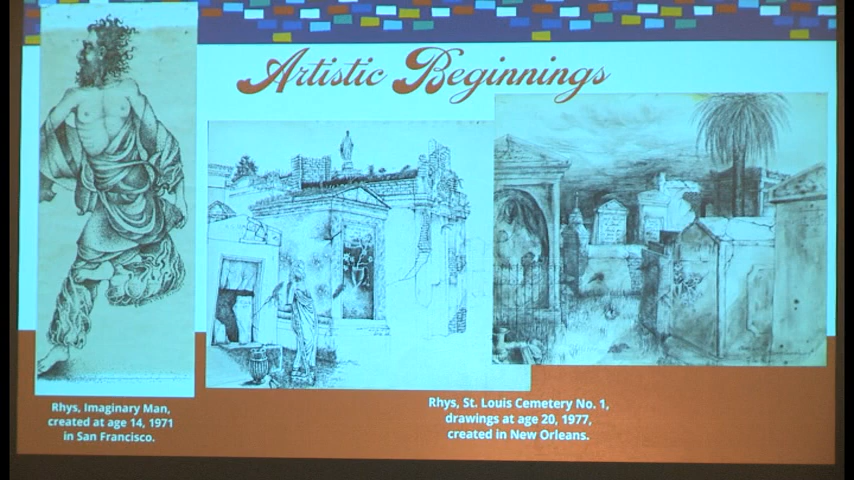 Artistic Beginnings
Rhys, Imaginary Man,
created at age 14, 1971
in San Francisco.
Rhys, St. Louis Cemetery No. 1,
drawings at age 20, 1977,
created in New Orleans.